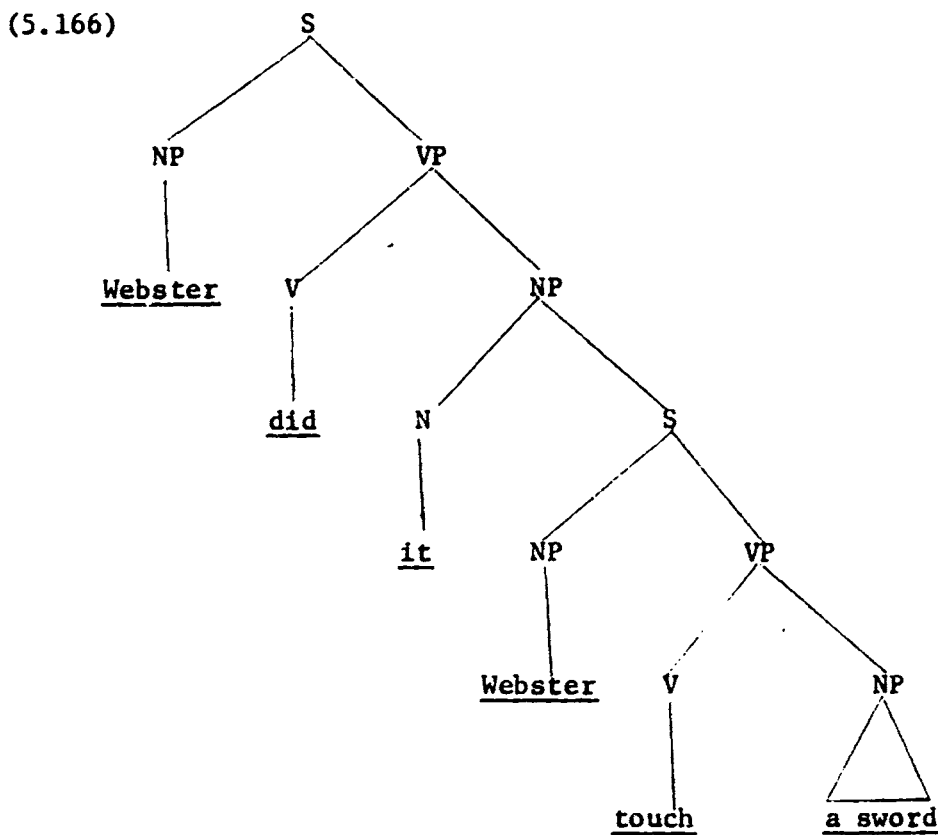 (5.166) S
NP VP
Webster V NP
did N S
it NP VP
Webster V NP
touch a sword